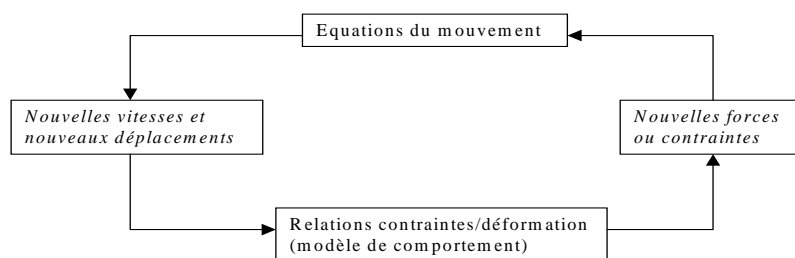 Equations du mouvement
Nouvelles vitesses et
nouveaux déplacements
Nouvelles forces
ou contraintes
Relations contraintes/déformation
(modèle de comportement)